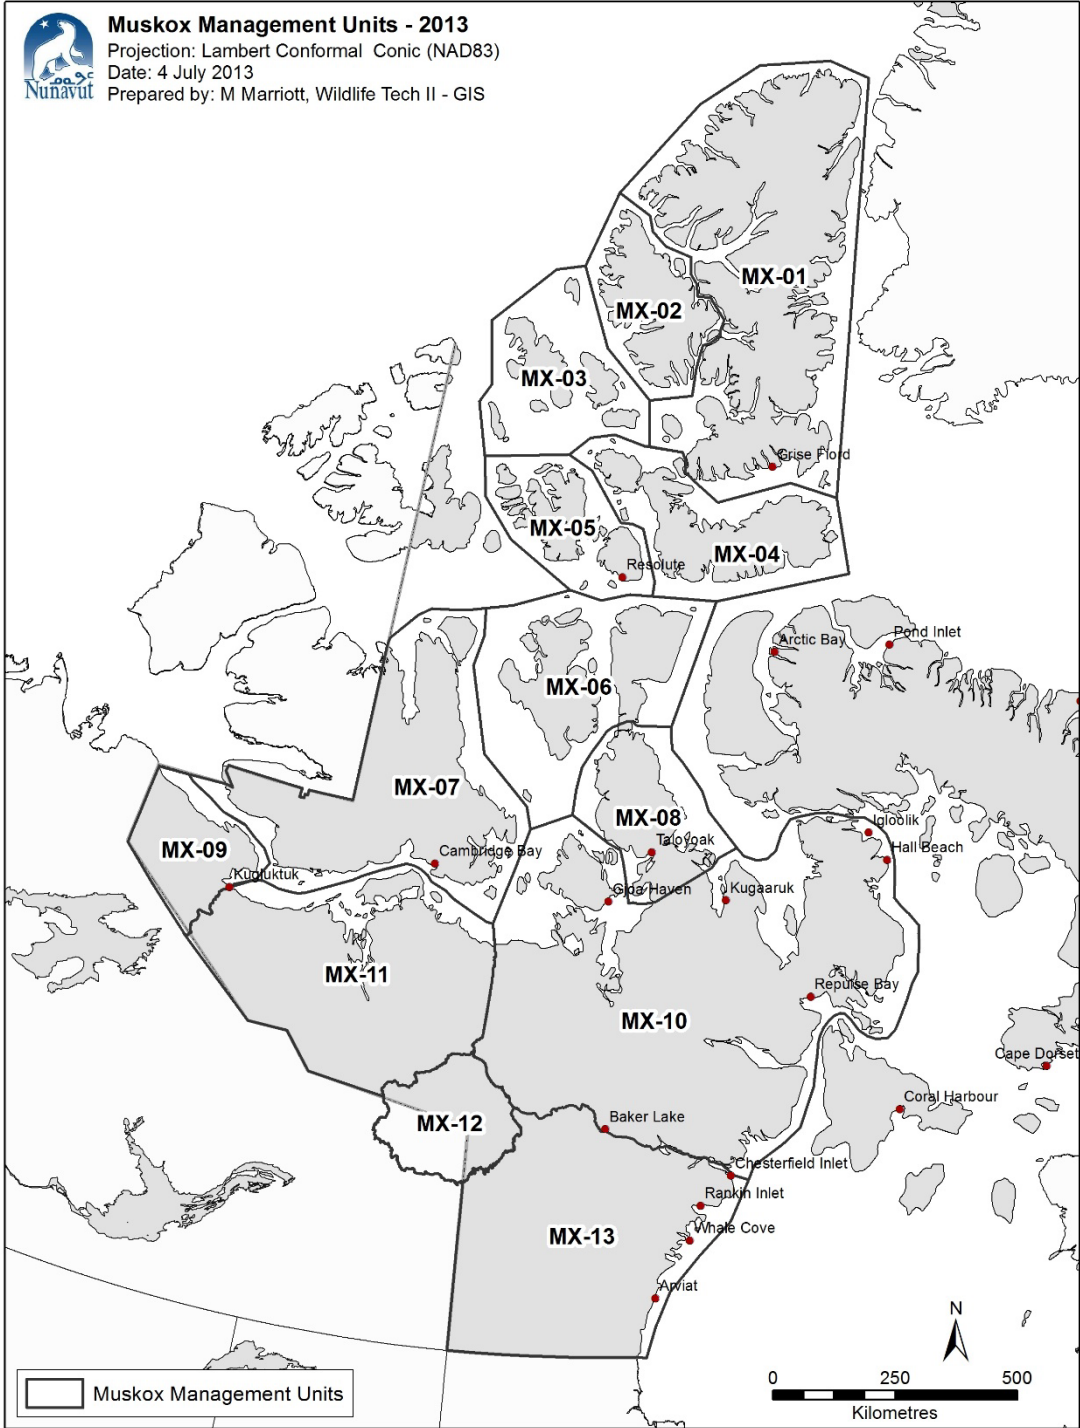 Muskox Management Units - 2013
Projection: Lambert Conformal Conic (NAD83)
Date: 4 July 2013
Prepared by: M Marriott, Wildlife Tech II - GIS
ᓄᓇᕗᑦ
Nunavut
MX-01
MX-02
MX-03
Grise Fiord
MX-05
MX-04
Resolute
Pond Inlet
Arctic Bay
MX-06
MX-07
MX-08
Igloolik
Taloyoak
MX-09
Cambridge Bay
Hall Beach
Kugluktuk
Gjoa Haven
Kugaaruk
MX-11
Repulse Bay
MX-10
Cape Dorset
Coral Harbour
Baker Lake
MX-12
Chesterfield Inlet
Rankin Inlet
Whale Cove
MX-13
Arviat
N
0 250 500
Kilometres
Muskox Management Units